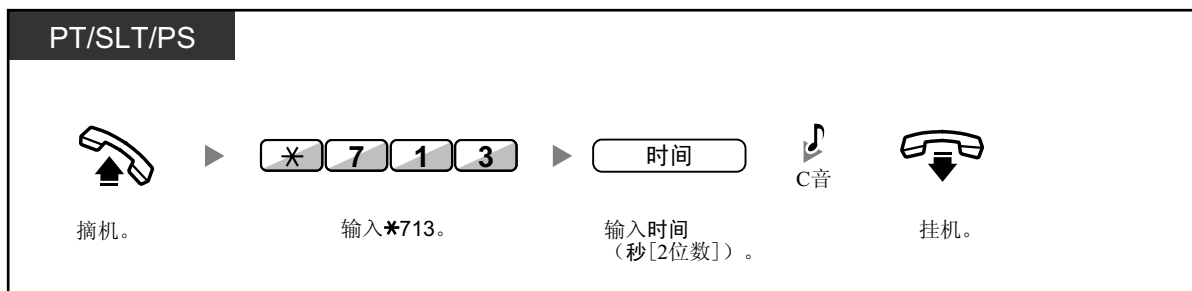 PT/SLT/PS
* 7 1 3
时间
C音
摘机。
输入*713。
输入时间
（秒[2位数]）。
挂机。